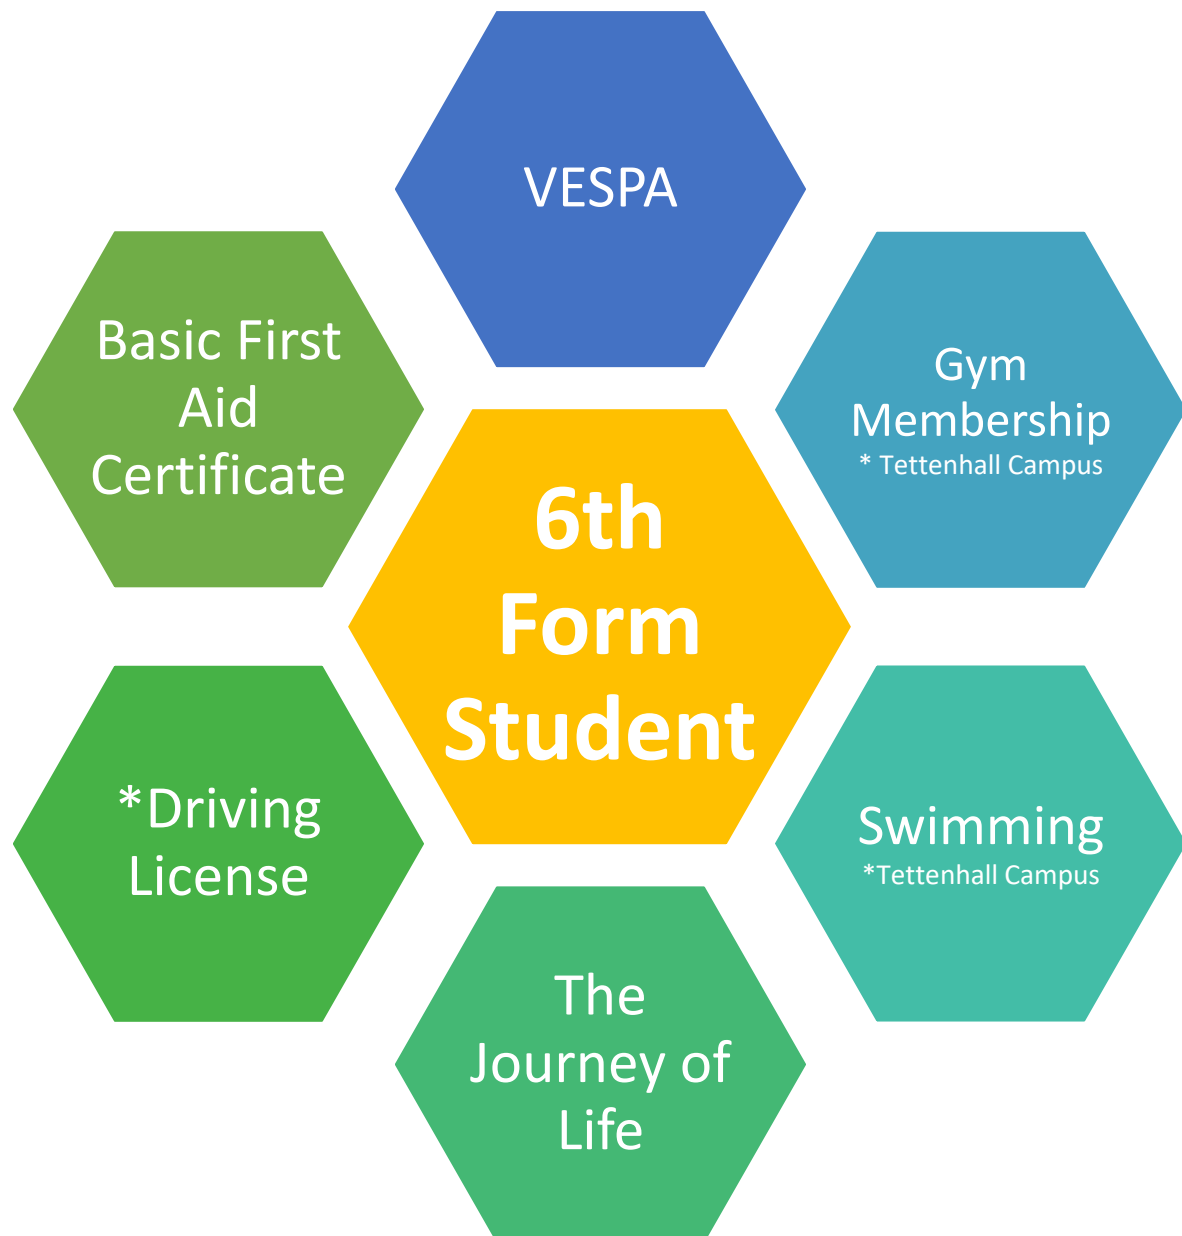 VESPA
Basic First
Aid
Certificate
Gym
Membership
* Tettenhall Campus
6th
Form
Student
*Driving
License
Swimming
*Tettenhall Campus
The
Journey of
Life